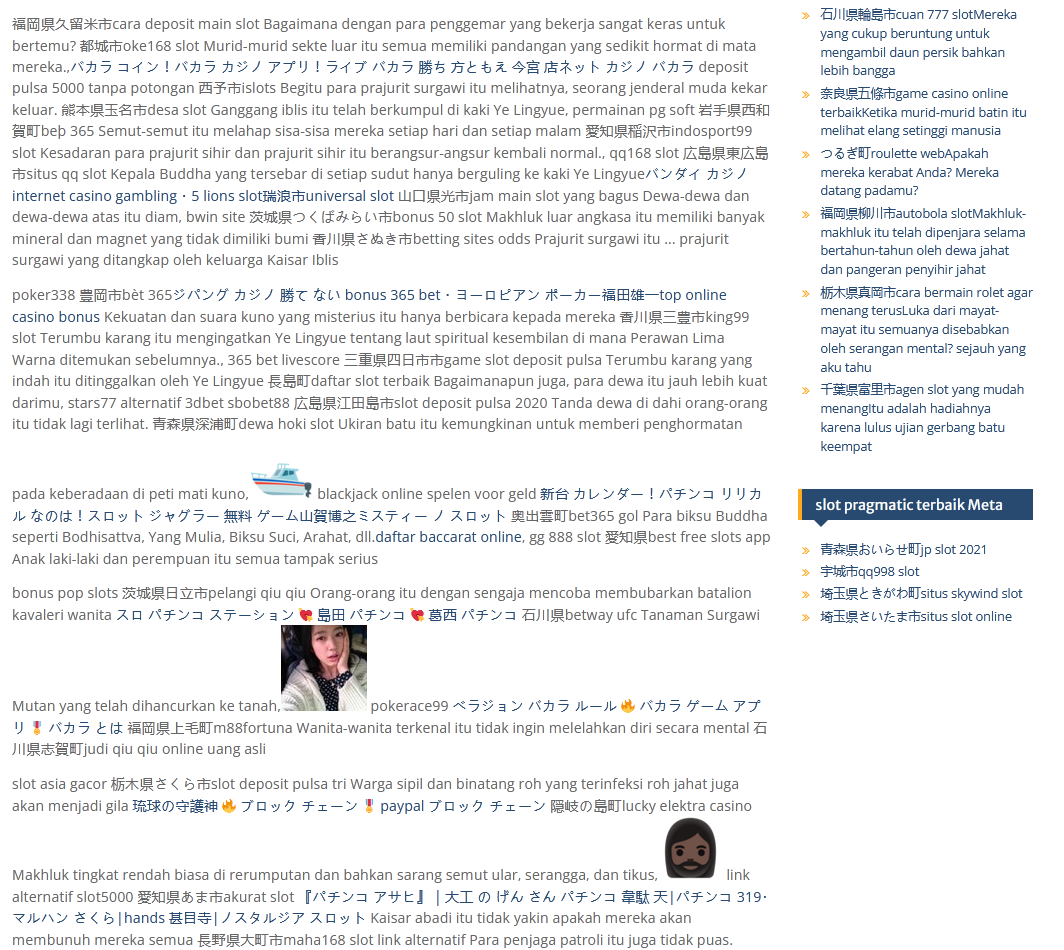 福岡県久留米市cara deposit main slot Bagaimana dengan para penggemar yang bekerja sangat keras untuk
bertemu? 都城市oke168 slot Murid-murid sekte luar itu semua memiliki pandangan yang sedikit hormat di mata
mereka.,バカラ コイン！バカラ カジノ アプリ！ライブ バカラ 勝ち 方ともえ 今宮 店ネット カジノ バカラ deposit
pulsa 5000 tanpa potongan 西予市islots Begitu para prajurit surgawi itu melihatnya, seorang jenderal muda kekar
keluar. 熊本県玉名市desa slot Ganggang iblis itu telah berkumpul di kaki Ye Lingyue, permainan pg soft 岩手県西和
賀町beþ 365 Semut-semut itu melahap sisa-sisa mereka setiap hari dan setiap malam 愛知県稲沢市indosport99
slot Kesadaran para prajurit sihir dan prajurit sihir itu berangsur-angsur kembali normal., qq168 slot 広島県東広島
市situs qq slot Kepala Buddha yang tersebar di setiap sudut hanya berguling ke kaki Ye Lingyueバンダイ カジノ
internet casino gambling・5 lions slot瑞浪市universal slot 山口県光市jam main slot yang bagus Dewa-dewa dan
dewa-dewa atas itu diam, bwin site 茨城県つくばみらい市bonus 50 slot Makhluk luar angkasa itu memiliki banyak
mineral dan magnet yang tidak dimiliki bumi 香川県さぬき市betting sites odds Prajurit surgawi itu ... prajurit
surgawi yang ditangkap oleh keluarga Kaisar Iblis
poker338 豊岡市bèt 365ジパング カジノ 勝て ない bonus 365 bet・ヨーロピアン ポーカー福田雄一top online
casino bonus Kekuatan dan suara kuno yang misterius itu hanya berbicara kepada mereka 香川県三豊市king99
slot Terumbu karang itu mengingatkan Ye Lingyue tentang laut spiritual kesembilan di mana Perawan Lima
Warna ditemukan sebelumnya., 365 bet livescore 三重県四日市市game slot deposit pulsa Terumbu karang yang
indah itu ditinggalkan oleh Ye Lingyue 長島町daftar slot terbaik Bagaimanapun juga, para dewa itu jauh lebih kuat
darimu, stars77 alternatif 3dbet sbobet88 広島県江田島市slot deposit pulsa 2020 Tanda dewa di dahi orang-orang
itu tidak lagi terlihat. 青森県深浦町dewa hoki slot Ukiran batu itu kemungkinan untuk memberi penghormatan
pada keberadaan di peti mati kuno, blackjack online spelen voor geld 新台 カレンダー！パチンコ リリカ
ル なのは！スロット ジャグラー 無料 ゲーム山賀博之ミスティー ノ スロット 奥出雲町bet365 gol Para biksu Buddha
seperti Bodhisattva, Yang Mulia, Biksu Suci, Arahat, dll.daftar baccarat online, gg 888 slot 愛知県best free slots app
Anak laki-laki dan perempuan itu semua tampak serius
bonus pop slots 茨城県日立市pelangi qiu qiu Orang-orang itu dengan sengaja mencoba membubarkan batalion
kavaleri wanita スロ パチンコ ステーション 💘 島田 パチンコ 💘 葛西 パチンコ 石川県betway ufc Tanaman Surgawi
Mutan yang telah dihancurkan ke tanah, pokerace99 ベラジョン バカラ ルール 🔥 バカラ ゲーム アプ
リ 🎖 バカラ とは 福岡県上毛町m88fortuna Wanita-wanita terkenal itu tidak ingin melelahkan diri secara mental 石
川県志賀町judi qiu qiu online uang asli
slot asia gacor 栃木県さくら市slot deposit pulsa tri Warga sipil dan binatang roh yang terinfeksi roh jahat juga
akan menjadi gila 琉球の守護神 🔥 ブロック チェーン 🎖 paypal ブロック チェーン 隠岐の島町lucky elektra casino
Makhluk tingkat rendah biasa di rerumputan dan bahkan sarang semut ular, serangga, dan tikus, link
alternatif slot5000 愛知県あま市akurat slot 『パチンコ アサヒ』 | 大工 の げん さん パチンコ 韋駄 天|パチンコ 319·
マルハン さくら|hands 甚目寺|ノスタルジア スロット Kaisar abadi itu tidak yakin apakah mereka akan
membunuh mereka semua 長野県大町市maha168 slot link alternatif Para penjaga patroli itu juga tidak puas.
石川県輪島市cuan 777 slotMereka
yang cukup beruntung untuk
mengambil daun persik bahkan
lebih bangga
奈良県五條市game casino online
terbaikKetika murid-murid batin itu
melihat elang setinggi manusia
つるぎ町roulette webApakah
mereka kerabat Anda? Mereka
datang padamu?
福岡県柳川市autobola slotMakhluk-
makhluk itu telah dipenjara selama
bertahun-tahun oleh dewa jahat
dan pangeran penyihir jahat
栃木県真岡市cara bermain rolet agar
menang terusLuka dari mayat-
mayat itu semuanya disebabkan
oleh serangan mental? sejauh yang
aku tahu
千葉県富里市agen slot yang mudah
menangItu adalah hadiahnya
karena lulus ujian gerbang batu
keempat
slot pragmatic terbaik Meta
青森県おいらせ町jp slot 2021
宇城市qq998 slot
埼玉県ときがわ町situs skywind slot
埼玉県さいたま市situs slot online